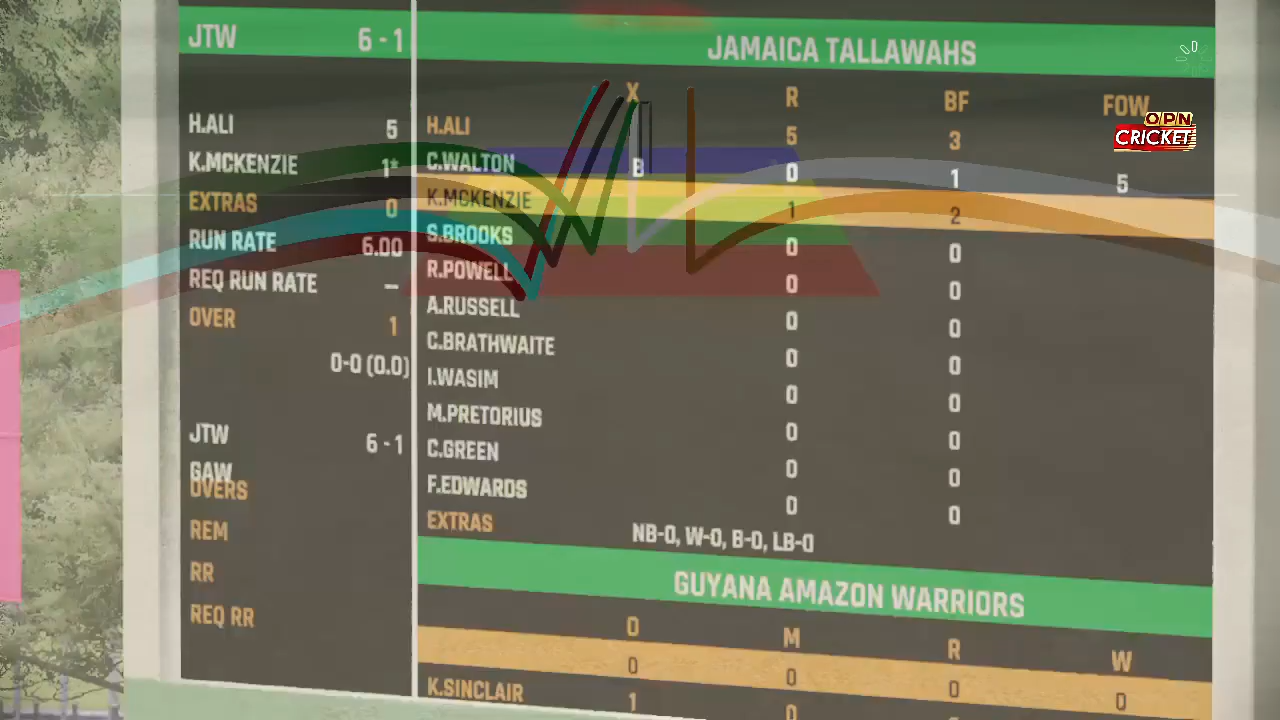 JTW 6 - 1
H.ALI 5
K.MCKENZIE 1*
EXTRAS 0
RUN RATE 6.00
REQ RUN RATE –
OVER 1
0-0 (0.0)
JTW 6 - 1
GAW
OVERS
REM
RR
REQ RR
JAMAICA TALLAWAHS
X R BF FOW
H.ALI 5 3
C.WALTON B 0 1 5
K.MCKENZIE 1 2
S.BROOKS 0 0
R.POWELL 0 0
A.RUSSELL 0 0
C.BRATHWAITE 0 0
I.WASIM 0 0
M.PRETORIUS 0 0
C.GREEN 0 0
F.EDWARDS 0 0
EXTRAS NB-0, W-0, B-0, LB-0
GUYANA AMAZON WARRIORS
O M R W
0 0 0 0
K.SINCLAIR 1 0
0
OPN
CRICKET